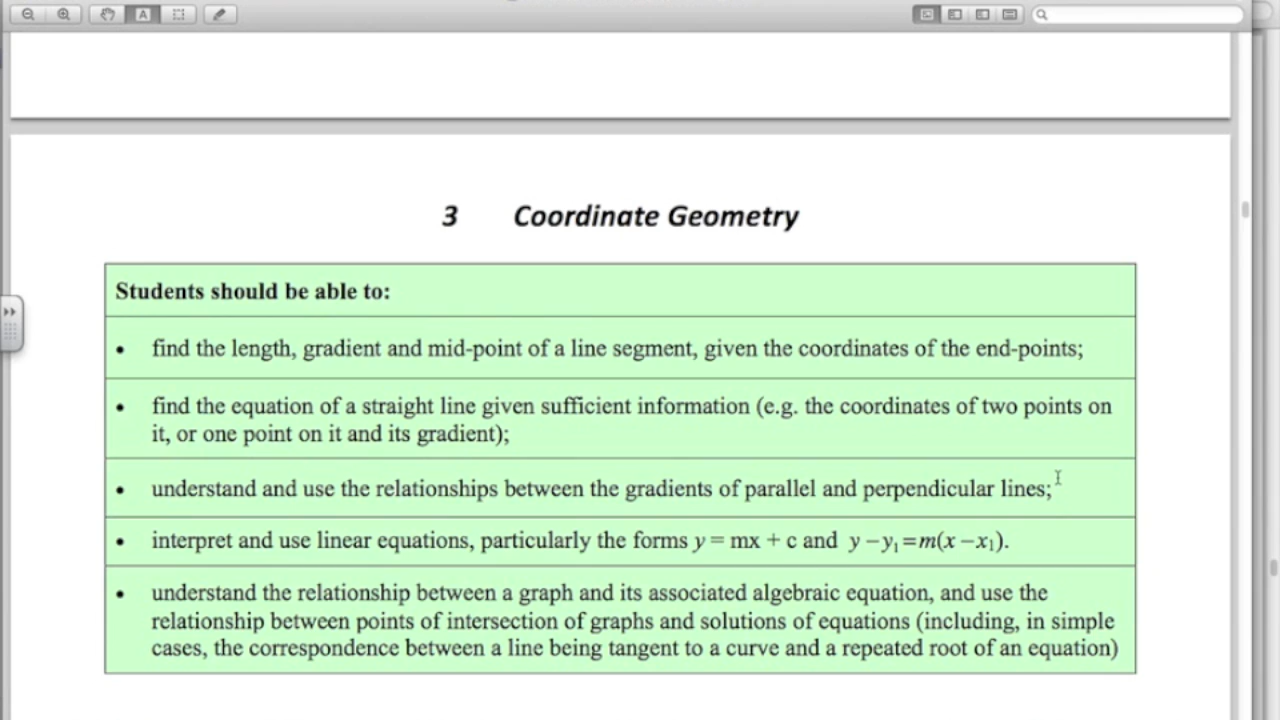 A
3 Coordinate Geometry
Students should be able to:
• find the length, gradient and mid-point of a line segment, given the coordinates of the end-points;
• find the equation of a straight line given sufficient information (e.g. the coordinates of two points on
it, or one point on it and its gradient);
• understand and use the relationships between the gradients of parallel and perpendicular lines;
• interpret and use linear equations, particularly the forms y = mx + c and y – y₁=m(x – x₁).
• understand the relationship between a graph and its associated algebraic equation, and use the
relationship between points of intersection of graphs and solutions of equations (including, in simple
cases, the correspondence between a line being tangent to a curve and a repeated root of an equation)